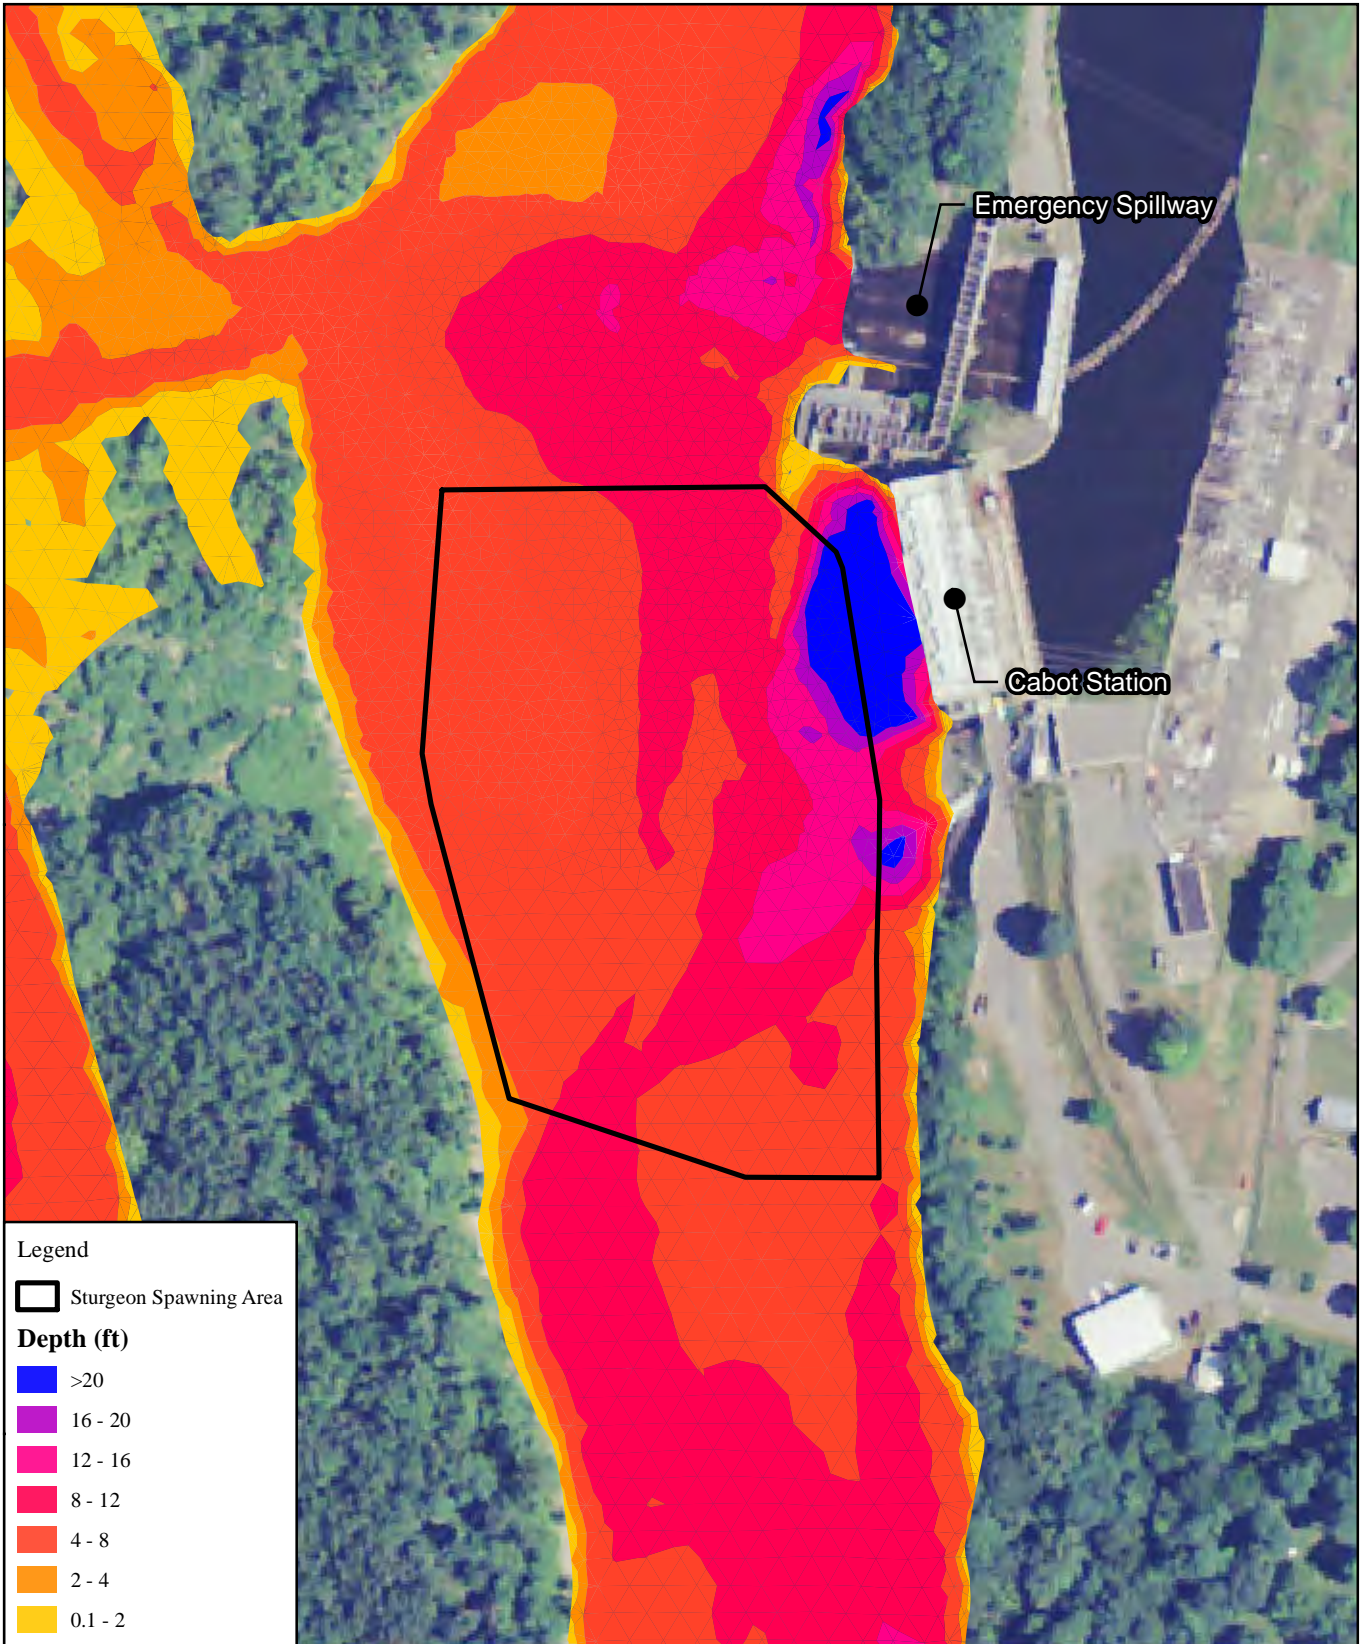 Emergency Spillway
Cabot Station
Legend
Sturgeon Spawning Area
Depth (ft)
>20
16 - 20
12 - 16
8 - 12
4 - 8
2 - 4
0.1 - 2